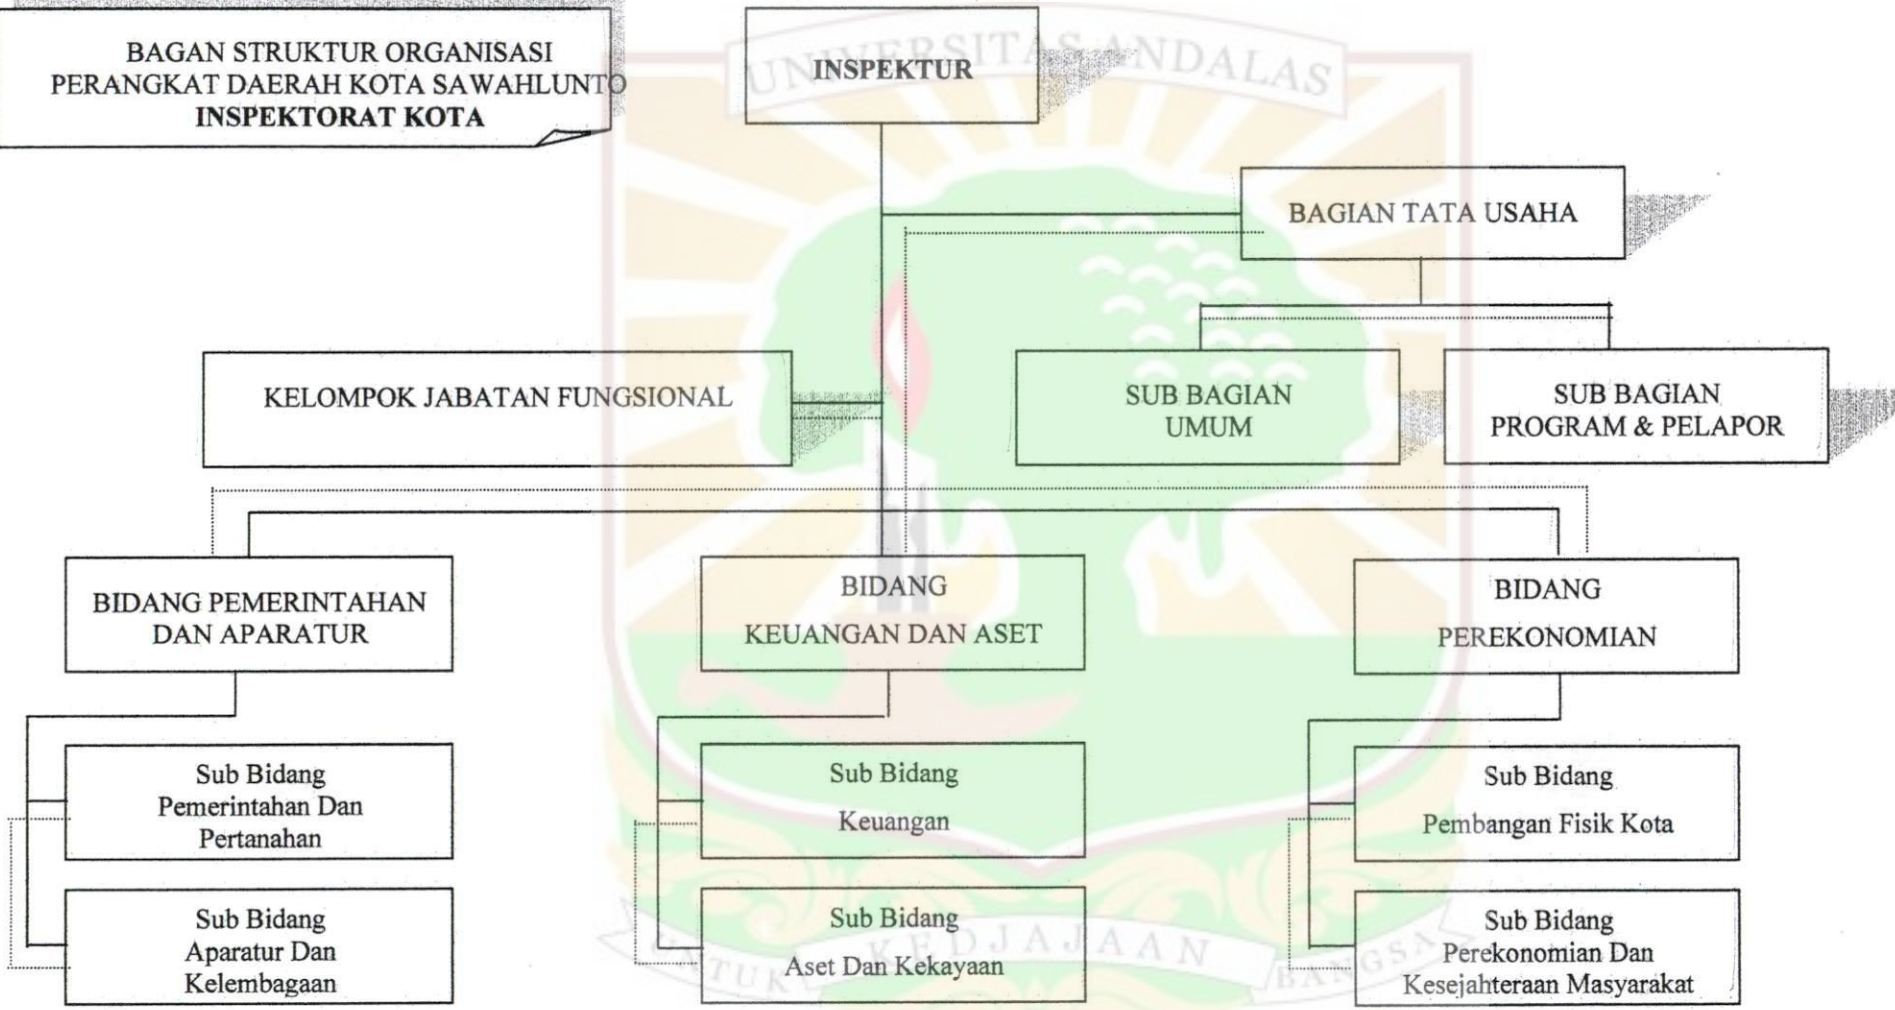 BAGAN STRUKTUR ORGANISASI
PERANGKAT DAERAH KOTA SAWAHLUNTO
INSPEKTORAT KOTA
INSPEKTUR
UNIVERSITAS ANDALAS
BAGIAN TATA USAHA
KELOMPOK JABATAN FUNGSIONAL
SUB BAGIAN
UMUM
SUB BAGIAN
PROGRAM & PELAPOR
BIDANG PEMERINTAHAN
DAN APARATUR
BIDANG
KEUANGAN DAN ASET
BIDANG
PEREKONOMIAN
Sub Bidang
Pemerintahan Dan
Pertanahan
Sub Bidang
Keuangan
Sub Bidang
Pembangan Fisik Kota
Sub Bidang
Aparatur Dan
Kelembagaan
Sub Bidang
Aset Dan Kekayaan
Sub Bidang
Perekonomian Dan
Kesejahteraan Masyarakat
UNTUK KEDJAJAAN BANGSA